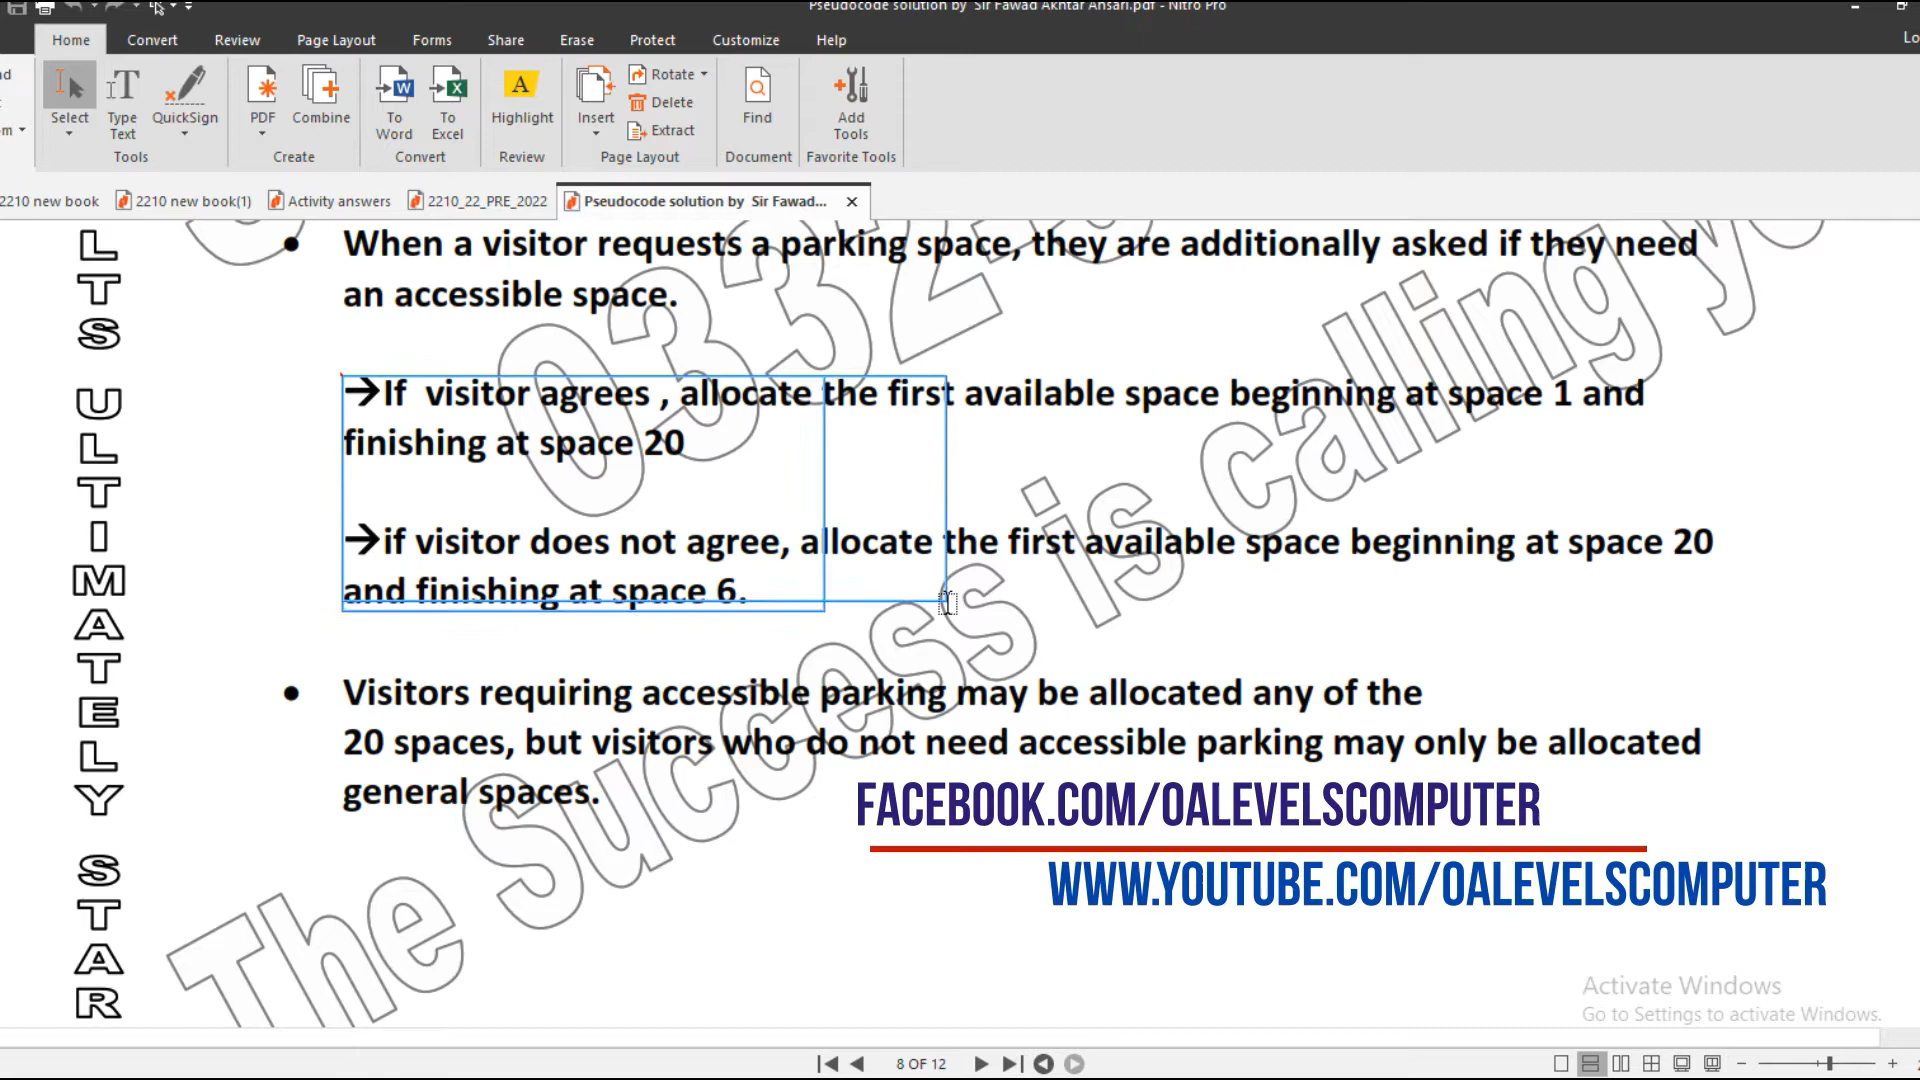 Pseudocode solution by Sir Fawad Akhtar Ansari.pdf - Nitro Pro
Home Convert Review Page Layout Forms Share Erase Protect Customize Help
Select
Type Text
QuickSign
Tools
PDF
Combine
Create
To Word
To Excel
Convert
Highlight
Review
Insert
Rotate
Delete
Extract
Page Layout
Find
Document
Add Tools
Favorite Tools
2210 new book 2210 new book(1) Activity answers 2210_22_PRE_2022 Pseudocode solution by Sir Fawad...
• When a visitor requests a parking space, they are additionally asked if they need
an accessible space.
→If visitor agrees , allocate the first available space beginning at space 1 and
finishing at space 20
→if visitor does not agree, allocate the first available space beginning at space 20
and finishing at space 6.
• Visitors requiring accessible parking may be allocated any of the
20 spaces, but visitors who do not need accessible parking may only be allocated
general spaces.
LTS ULTIMATELY STAR
0332-
The Success is calling yo
FACEBOOK.COM/OALEVELSCOMPUTER
WWW.YOUTUBE.COM/OALEVELSCOMPUTER
Activate Windows
Go to Settings to activate Windows.
8 OF 12